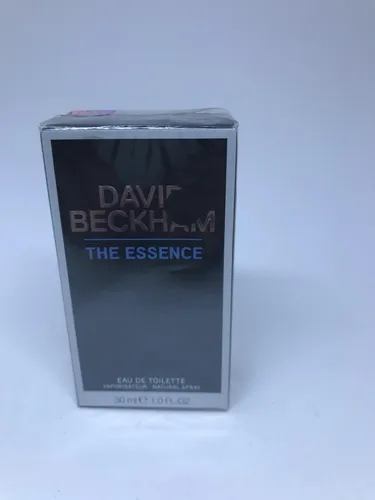 DAVID
BECKHAM
THE ESSENCE
EAU DE TOILETTE
VAPORISATEUR · NATURAL SPRAY
30 ml ℮ 1.0 FL.OZ